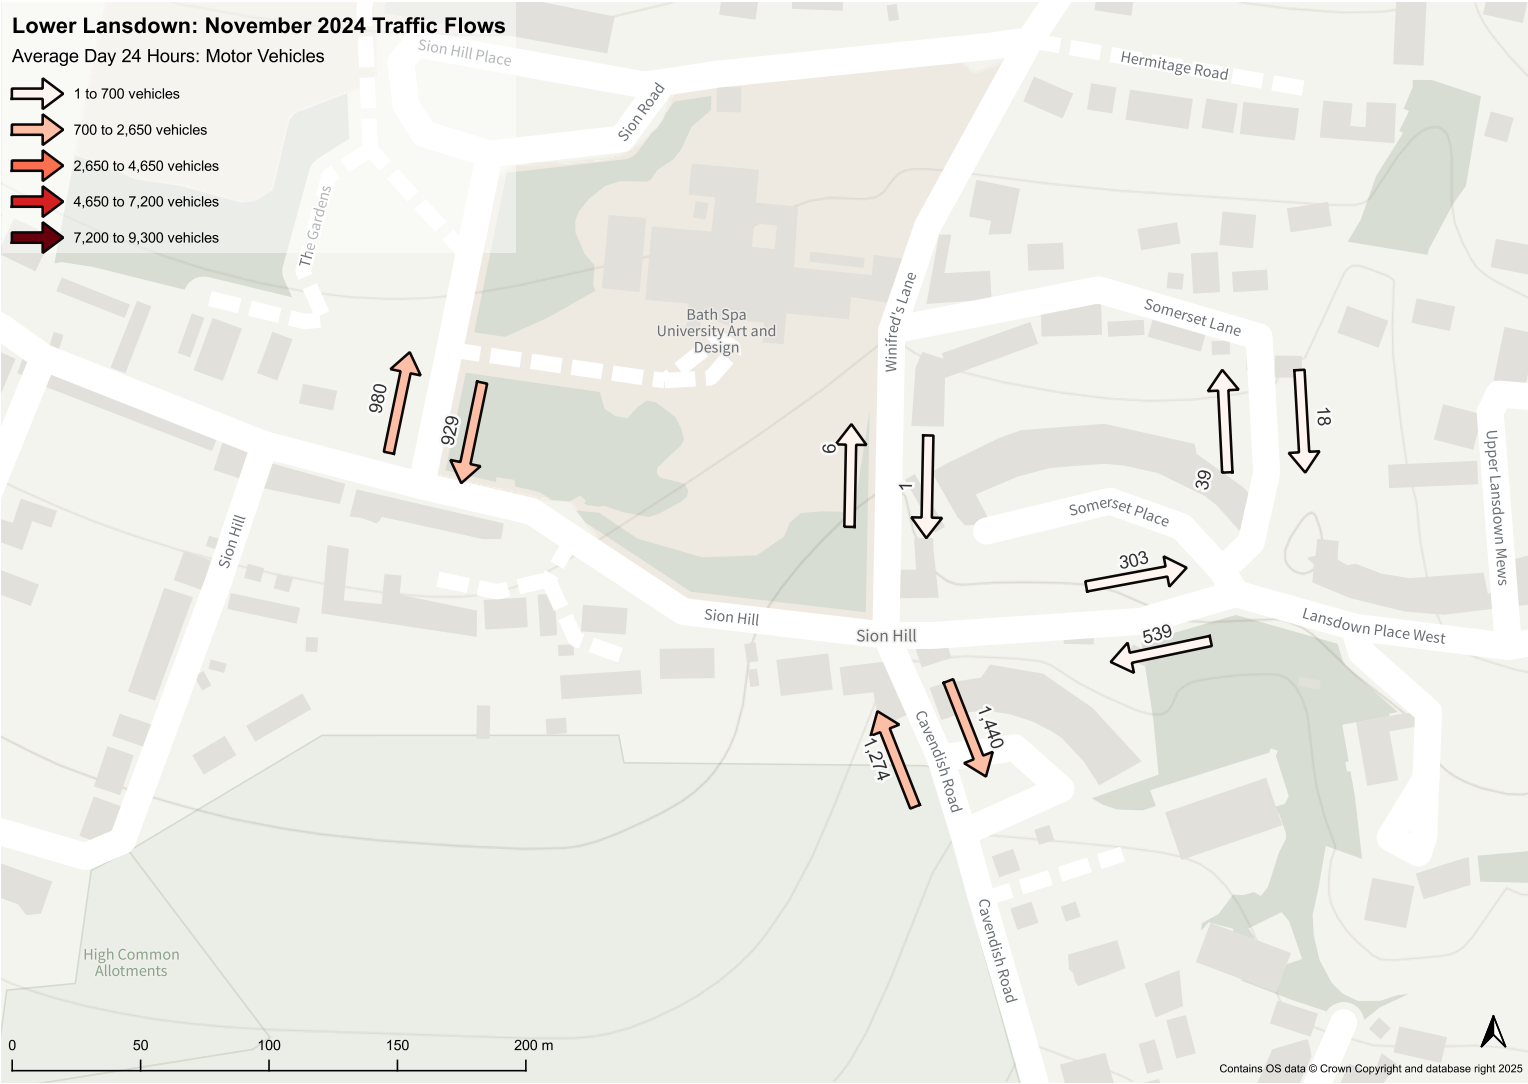 Lower Lansdown: November 2024 Traffic Flows
Average Day 24 Hours: Motor Vehicles
1 to 700 vehicles
700 to 2,650 vehicles
2,650 to 4,650 vehicles
4,650 to 7,200 vehicles
7,200 to 9,300 vehicles
Sion Hill Place
Sion Road
Hermitage Road
The Gardens
Winifred's Lane
Somerset Lane
Bath Spa
University Art and
Design
980
929
6
1
39
18
Upper Lansdown Mews
Somerset Place
Sion Hill
303
Sion Hill
Sion Hill
539
Lansdown Place West
1,440
1,274
Cavendish Road
Cavendish Road
High Common
Allotments
0
50
100
150
200 m
Contains OS data © Crown Copyright and database right 2025